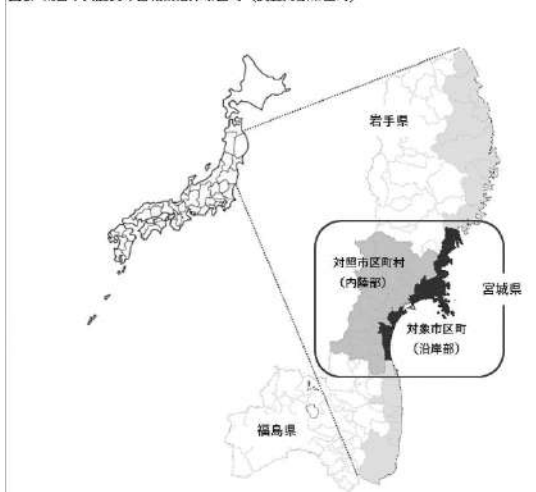 岩手県
対照市区町村
(内陸部)
宮城県
対象市区町
(沿岸部)
福島県